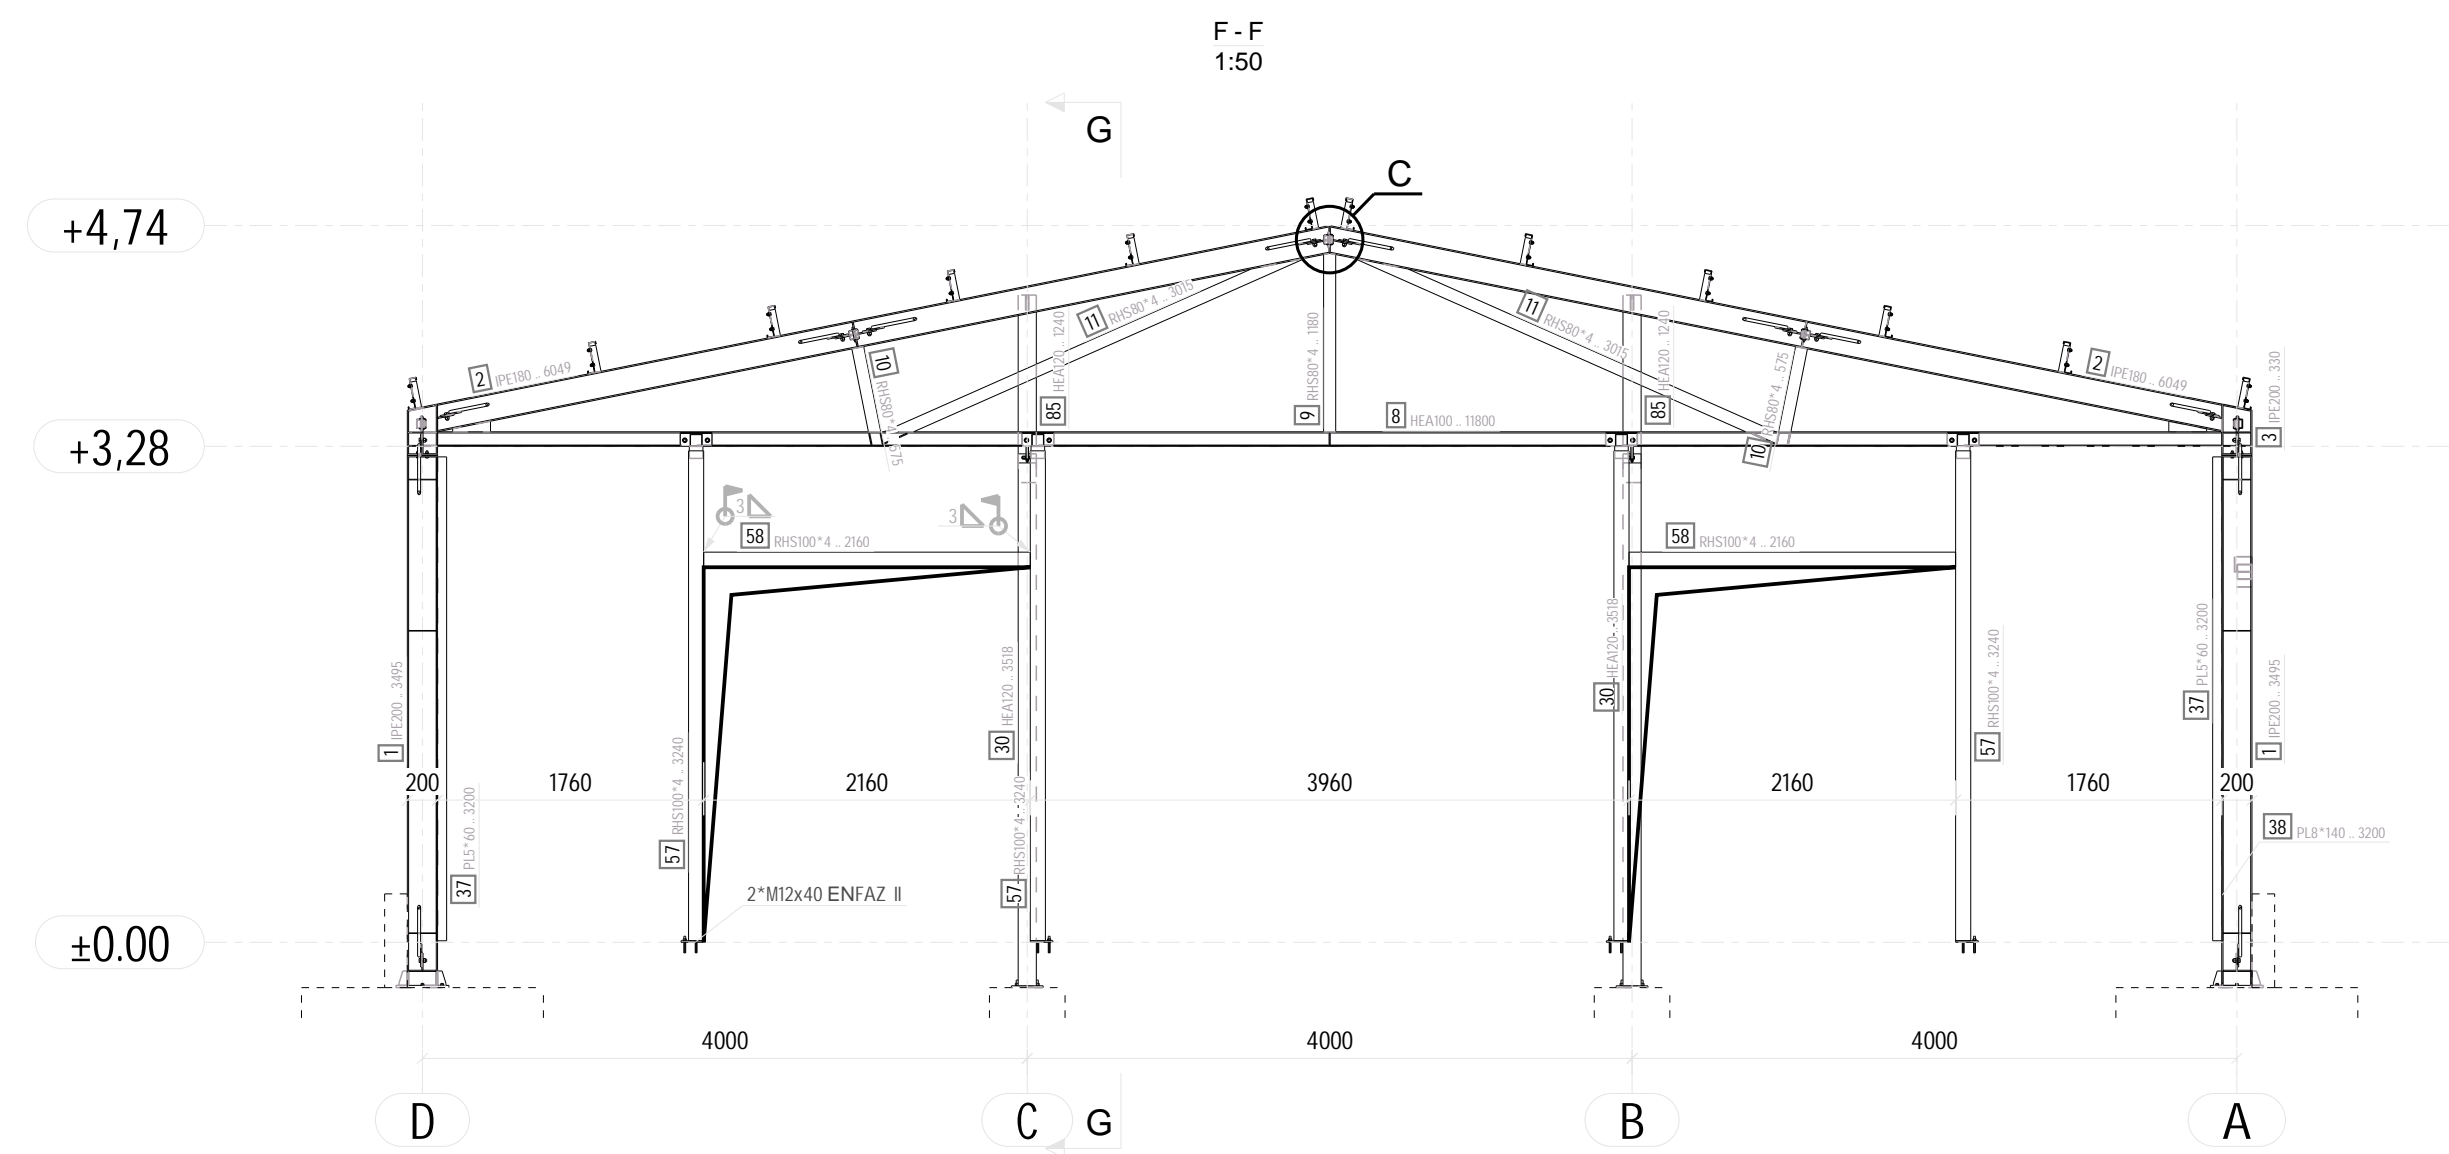 F - F
1:50
G
C
+4,74
11 RHS80*4 .. 3015
11 RHS80*4 .. 3015
85 HEA120 .. 1240
9 RHS80*4 .. 1180
85 HEA120 .. 1240
2 IPE180 .. 6049
10 RHS80*4 .. 575
10 RHS80*4 .. 575
2 IPE180 .. 6049
3 IPE200 .. 330
8 HEA100 .. 11800
+3,28
3
3
58 RHS100*4 .. 2160
58 RHS100*4 .. 2160
1 IPE200 .. 3495
57 RHS100*4 .. 3240
30 HEA120 .. 3518
30 HEA120 .. 3518
57 RHS100*4 .. 3240
37 PL5*60 .. 3200
1 IPE200 .. 3495
200 1760 2160 3960 2160 1760 200
37 PL5*60 .. 3200
57 RHS100*4 .. 3240
38 PL8*140 .. 3200
2*M12x40 ENFAZ II
±0.00
4000 4000 4000
D C G B A